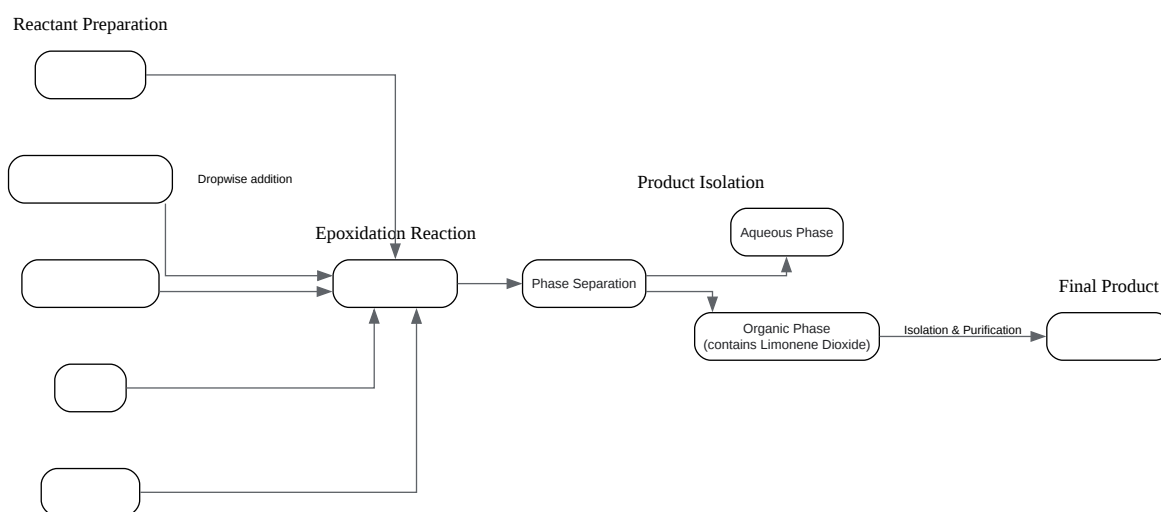 Reactant Preparation
Dropwise addition
Product Isolation
Epoxidation Reaction
Aqueous Phase
Phase Separation
Final Product
Organic Phase
(contains Limonene Dioxide)
Isolation & Purification